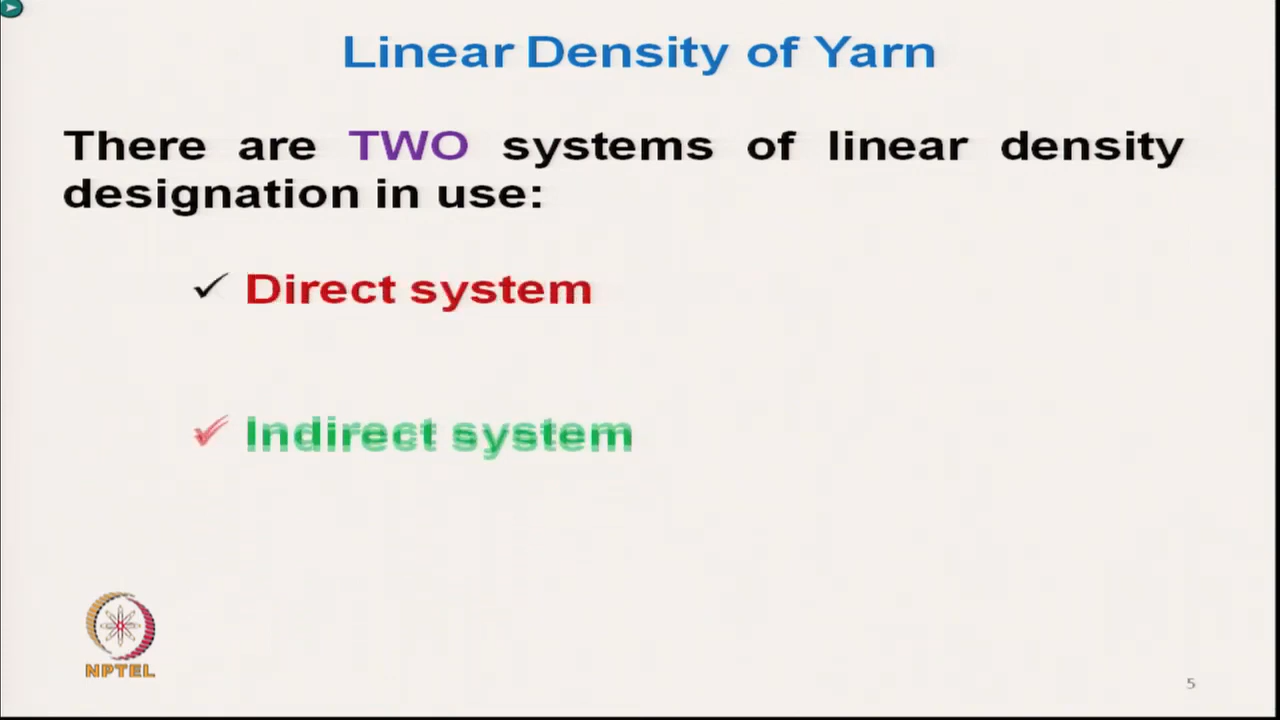 Linear Density of Yarn
There are TWO systems of linear density
designation in use:
✓ Direct system
✓ Indirect system
NPTEL
5